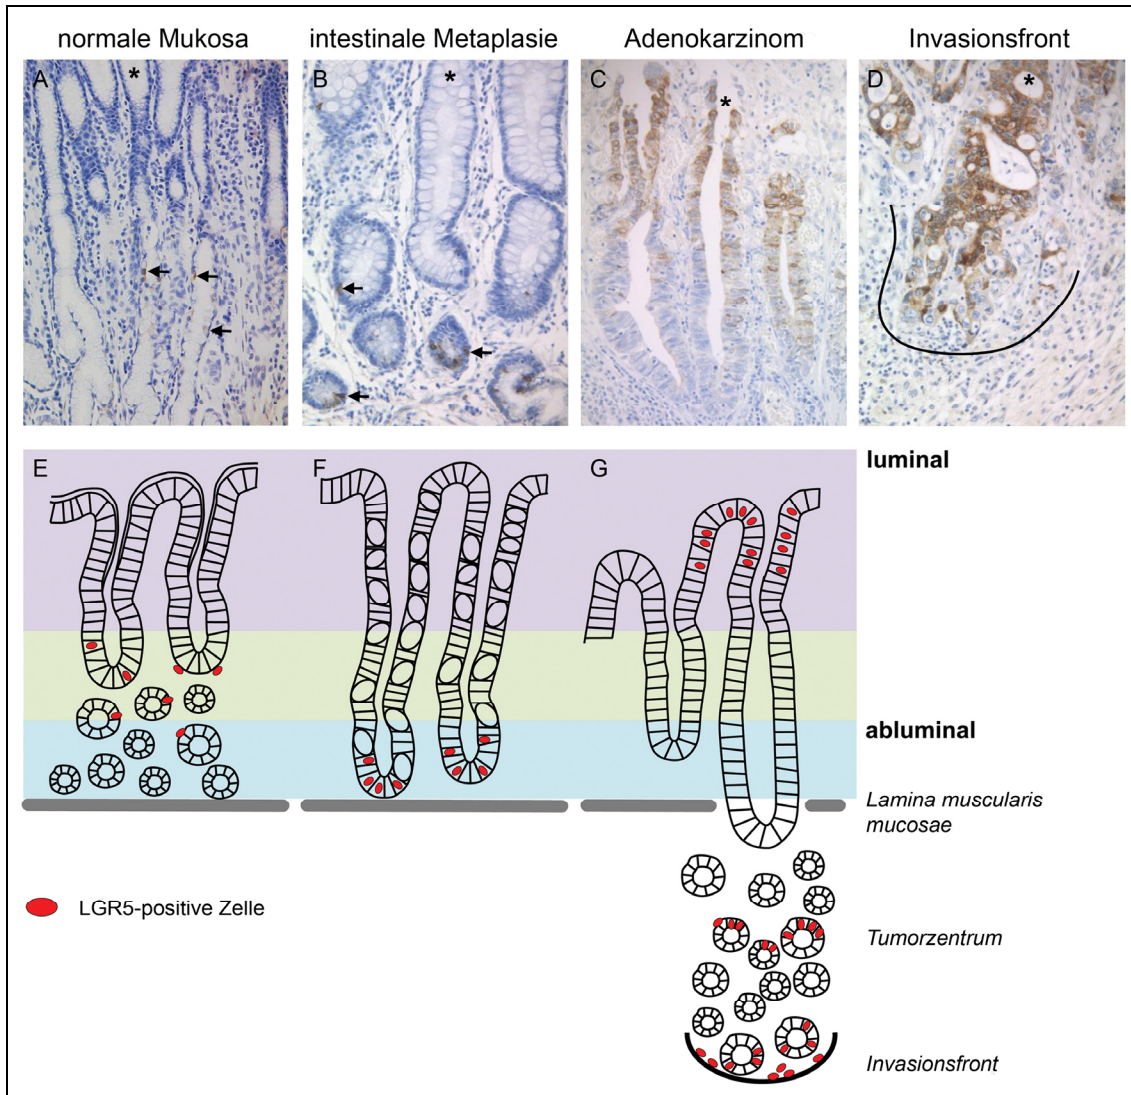 normale Mukosa
intestinale Metaplasie
Adenokarzinom
Invasionsfront
A
*
B
*
C
*
D
*
E
F
G
luminal
abluminal
Lamina muscularis
mucosae
LGR5-positive Zelle
Tumorzentrum
Invasionsfront